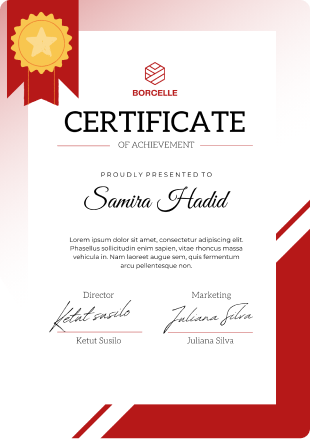 BORCELLE
CERTIFICATE
OF ACHIEVEMENT
PROUDLY PRESENTED TO
Samira Hadid
Lorem ipsum dolor sit amet, consectetur adipiscing elit.
Phasellus sollicitudin enim sapien, vitae rhoncus massa
vehicula in. Nam laoreet augue sem, quis fermentum
arcu pellentesque non.
Director
Marketing
Ketut susilo
Juliana Silva
Ketut Susilo
Juliana Silva